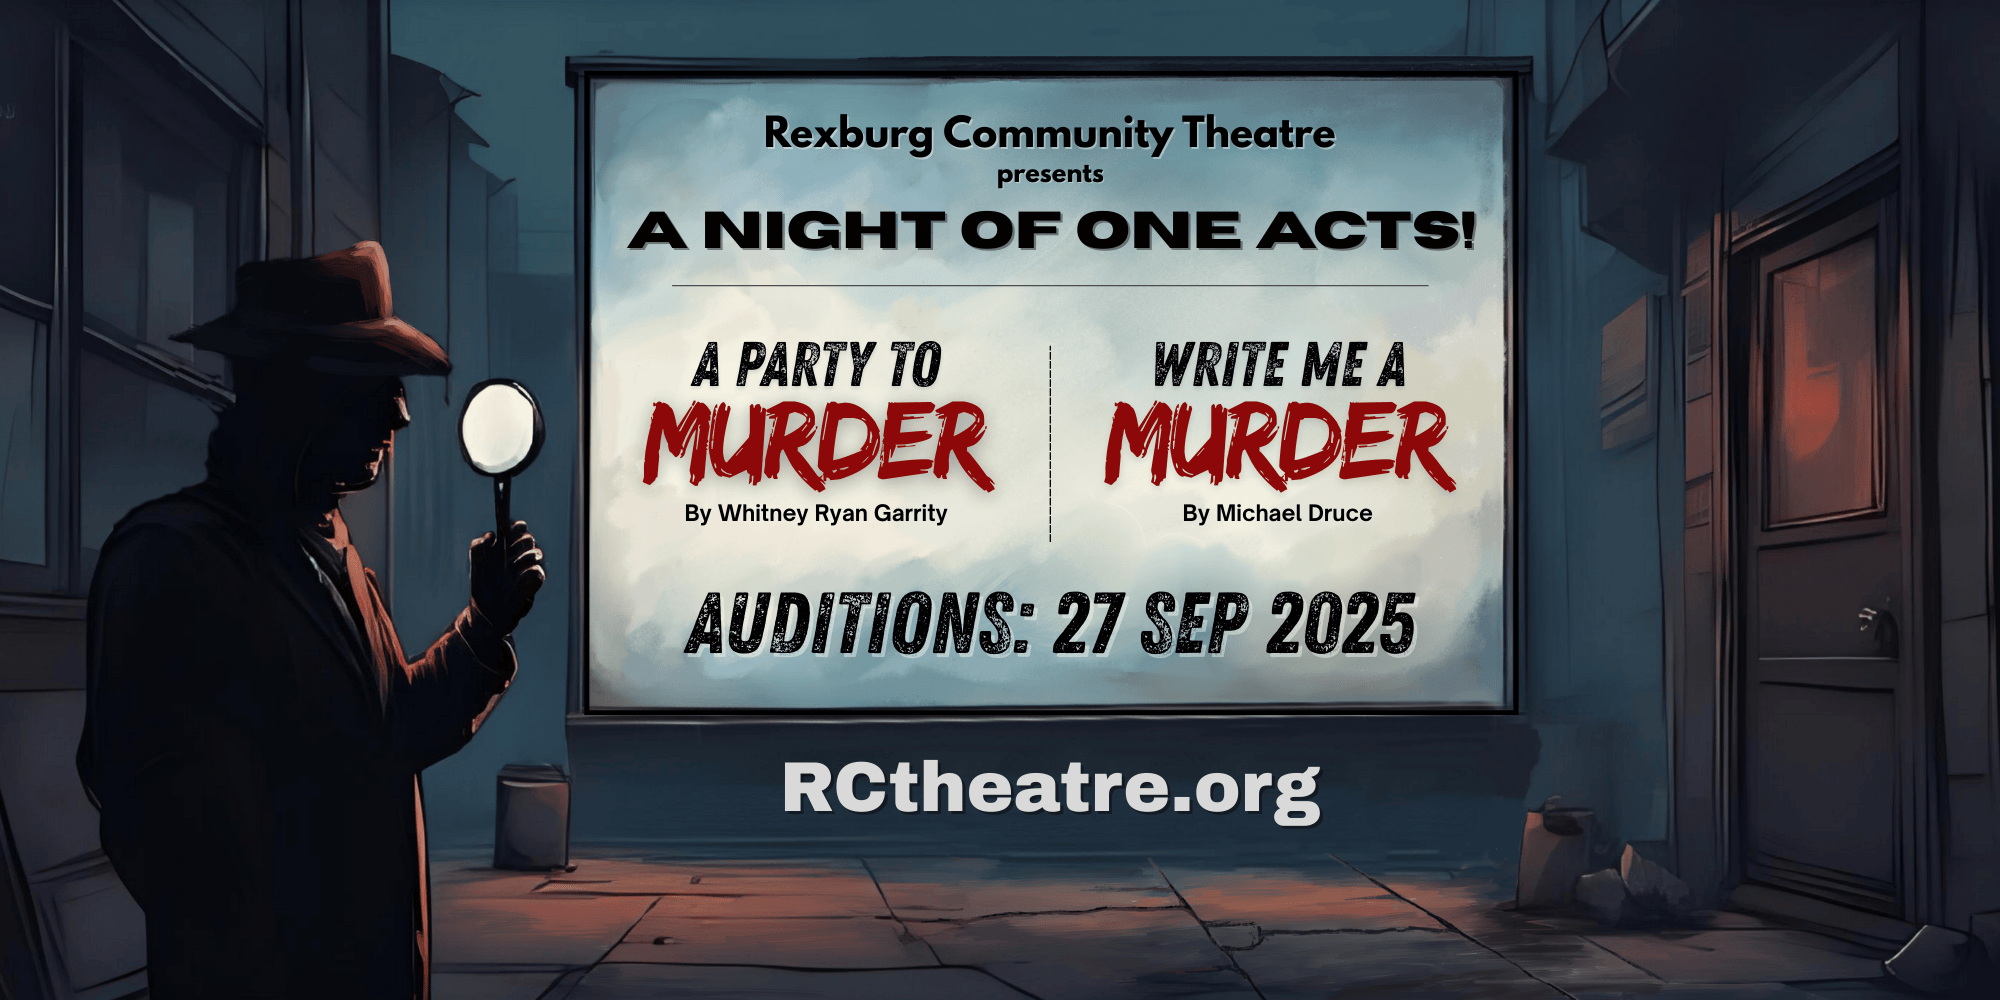 Rexburg Community Theatre
presents
A NIGHT OF ONE ACTS!
A PARTY TO
MURDER
By Whitney Ryan Garrity
WRITE ME A
MURDER
By Michael Druce
AUDITIONS: 27 SEP 2025
RCtheatre.org